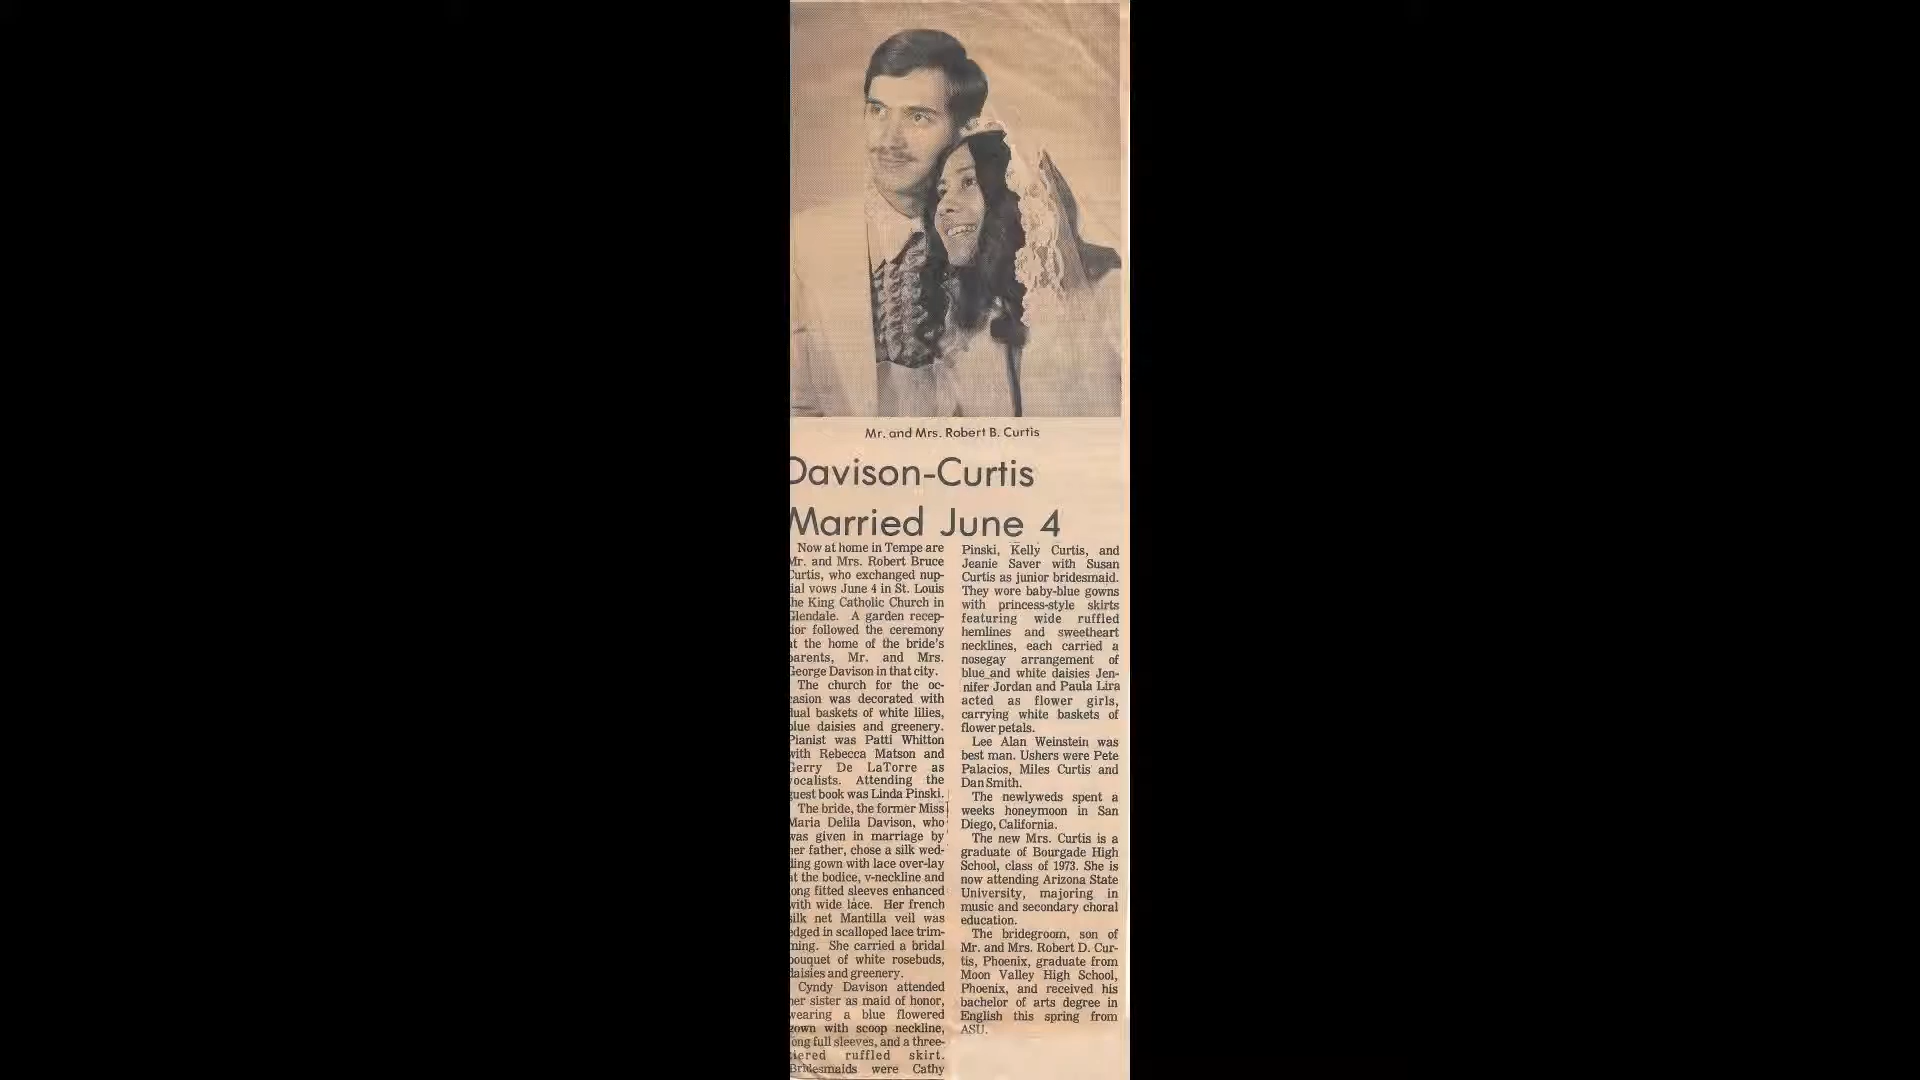 Mr. and Mrs. Robert B. Curtis
Davison-Curtis
Married June 4
Now at home in Tempe are
Mr. and Mrs. Robert Bruce
Curtis, who exchanged nup-
ial vows June 4 in St. Louis
he King Catholic Church in
Glendale. A garden recep-
ior followed the ceremony
at the home of the bride's
parents, Mr. and Mrs.
George Davison in that city.
The church for the oc-
casion was decorated with
dual baskets of white lilies,
blue daisies and greenery.
Pianist was Patti Whitton
with Rebecca Matson and
Gerry De LaTorre as
vocalists. Attending the
guest book was Linda Pinski.
The bride, the former Miss
Maria Delila Davison, who
was given in marriage by
her father, chose a silk wed-
ding gown with lace over-lay
at the bodice, v-neckline and
long fitted sleeves enhanced
with wide lace. Her french
silk net Mantilla veil was
edged in scalloped lace trim-
ming. She carried a bridal
bouquet of white rosebuds,
daisies and greenery.
Cyndy Davison attended
her sister as maid of honor,
wearing a blue flowered
gown with scoop neckline,
long full sleeves, and a three-
tiered ruffled skirt.
Bridesmaids were Cathy
Pinski, Kelly Curtis, and
Jeanie Saver with Susan
Curtis as junior bridesmaid.
They wore baby-blue gowns
with princess-style skirts
featuring wide ruffled
hemlines and sweetheart
necklines, each carried a
nosegay arrangement of
blue and white daisies Jen-
nifer Jordan and Paula Lira
acted as flower girls,
carrying white baskets of
flower petals.
Lee Alan Weinstein was
best man. Ushers were Pete
Palacios, Miles Curtis and
Dan Smith.
The newlyweds spent a
weeks honeymoon in San
Diego, California.
The new Mrs. Curtis is a
graduate of Bourgade High
School, class of 1973. She is
now attending Arizona State
University, majoring in
music and secondary choral
education.
The bridegroom, son of
Mr. and Mrs. Robert D. Cur-
tis, Phoenix, graduate from
Moon Valley High School,
Phoenix, and received his
bachelor of arts degree in
English this spring from
ASU.